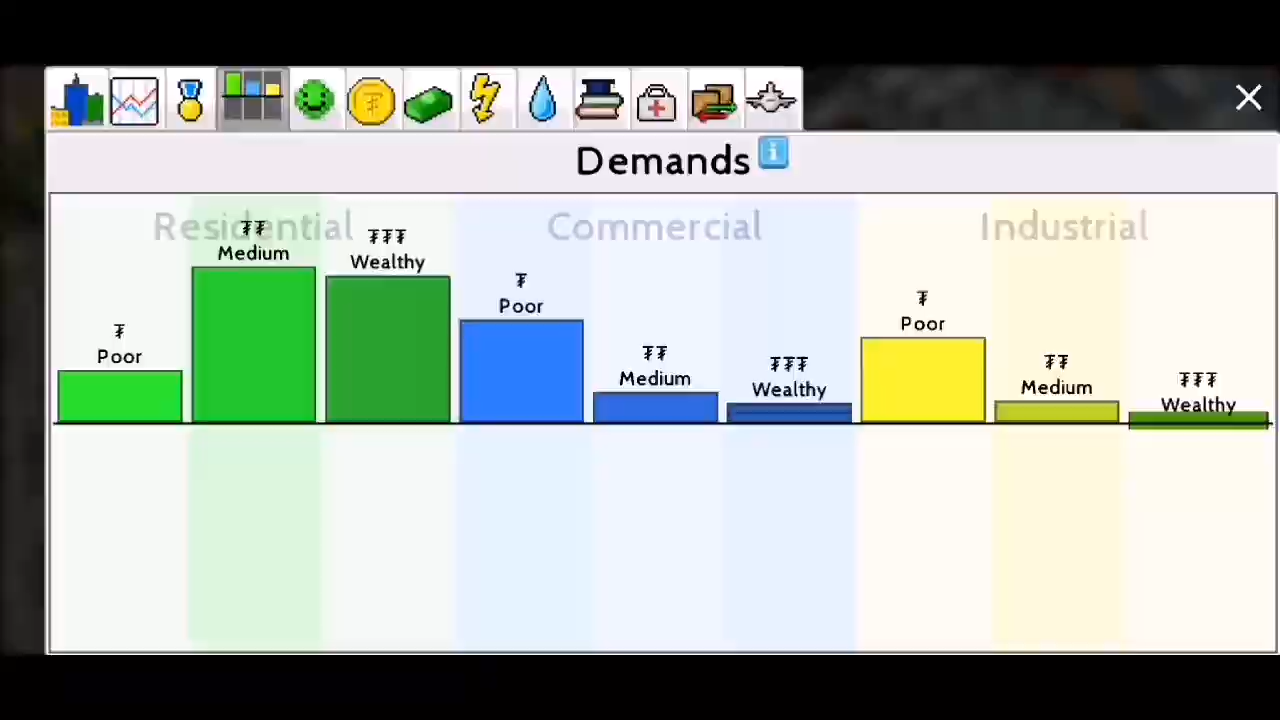 Demands
Residential
Commercial
Industrial
₮
Poor
₮₮
Medium
₮₮₮
Wealthy
₮
Poor
₮₮
Medium
₮₮₮
Wealthy
₮
Poor
₮₮
Medium
₮₮₮
Wealthy